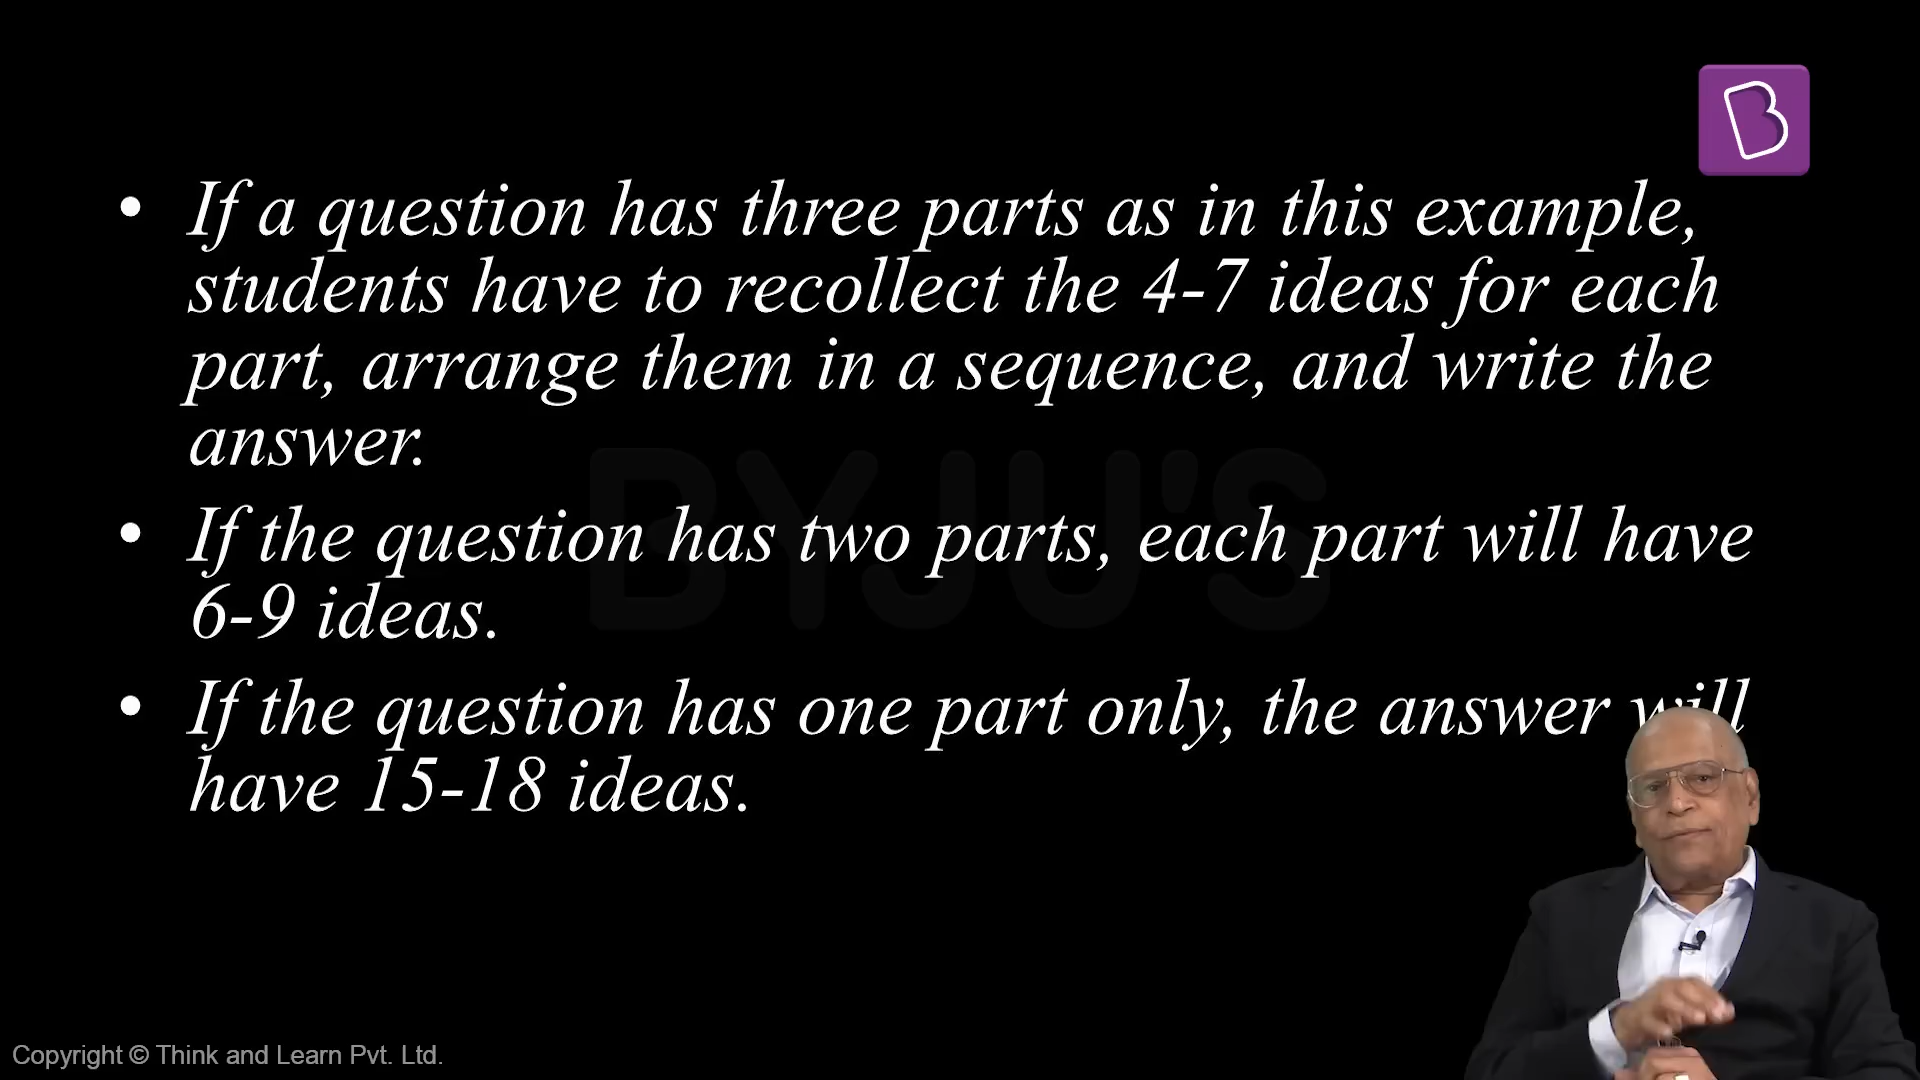 • If a question has three parts as in this example,
students have to recollect the 4-7 ideas for each
part, arrange them in a sequence, and write the
answer.
• If the question has two parts, each part will have
6-9 ideas.
• If the question has one part only, the answer will
have 15-18 ideas.
BYJU'S
Copyright © Think and Learn Pvt. Ltd.